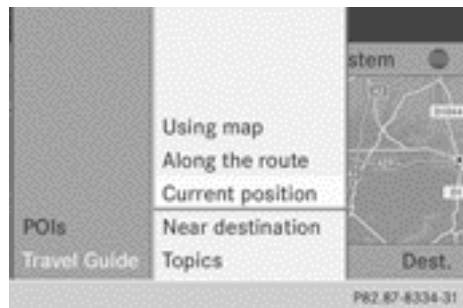 stem
Using map
Along the route
Current position
POIs
Near destination
Travel Guide
Topics
Dest.
P82.87-8334-31